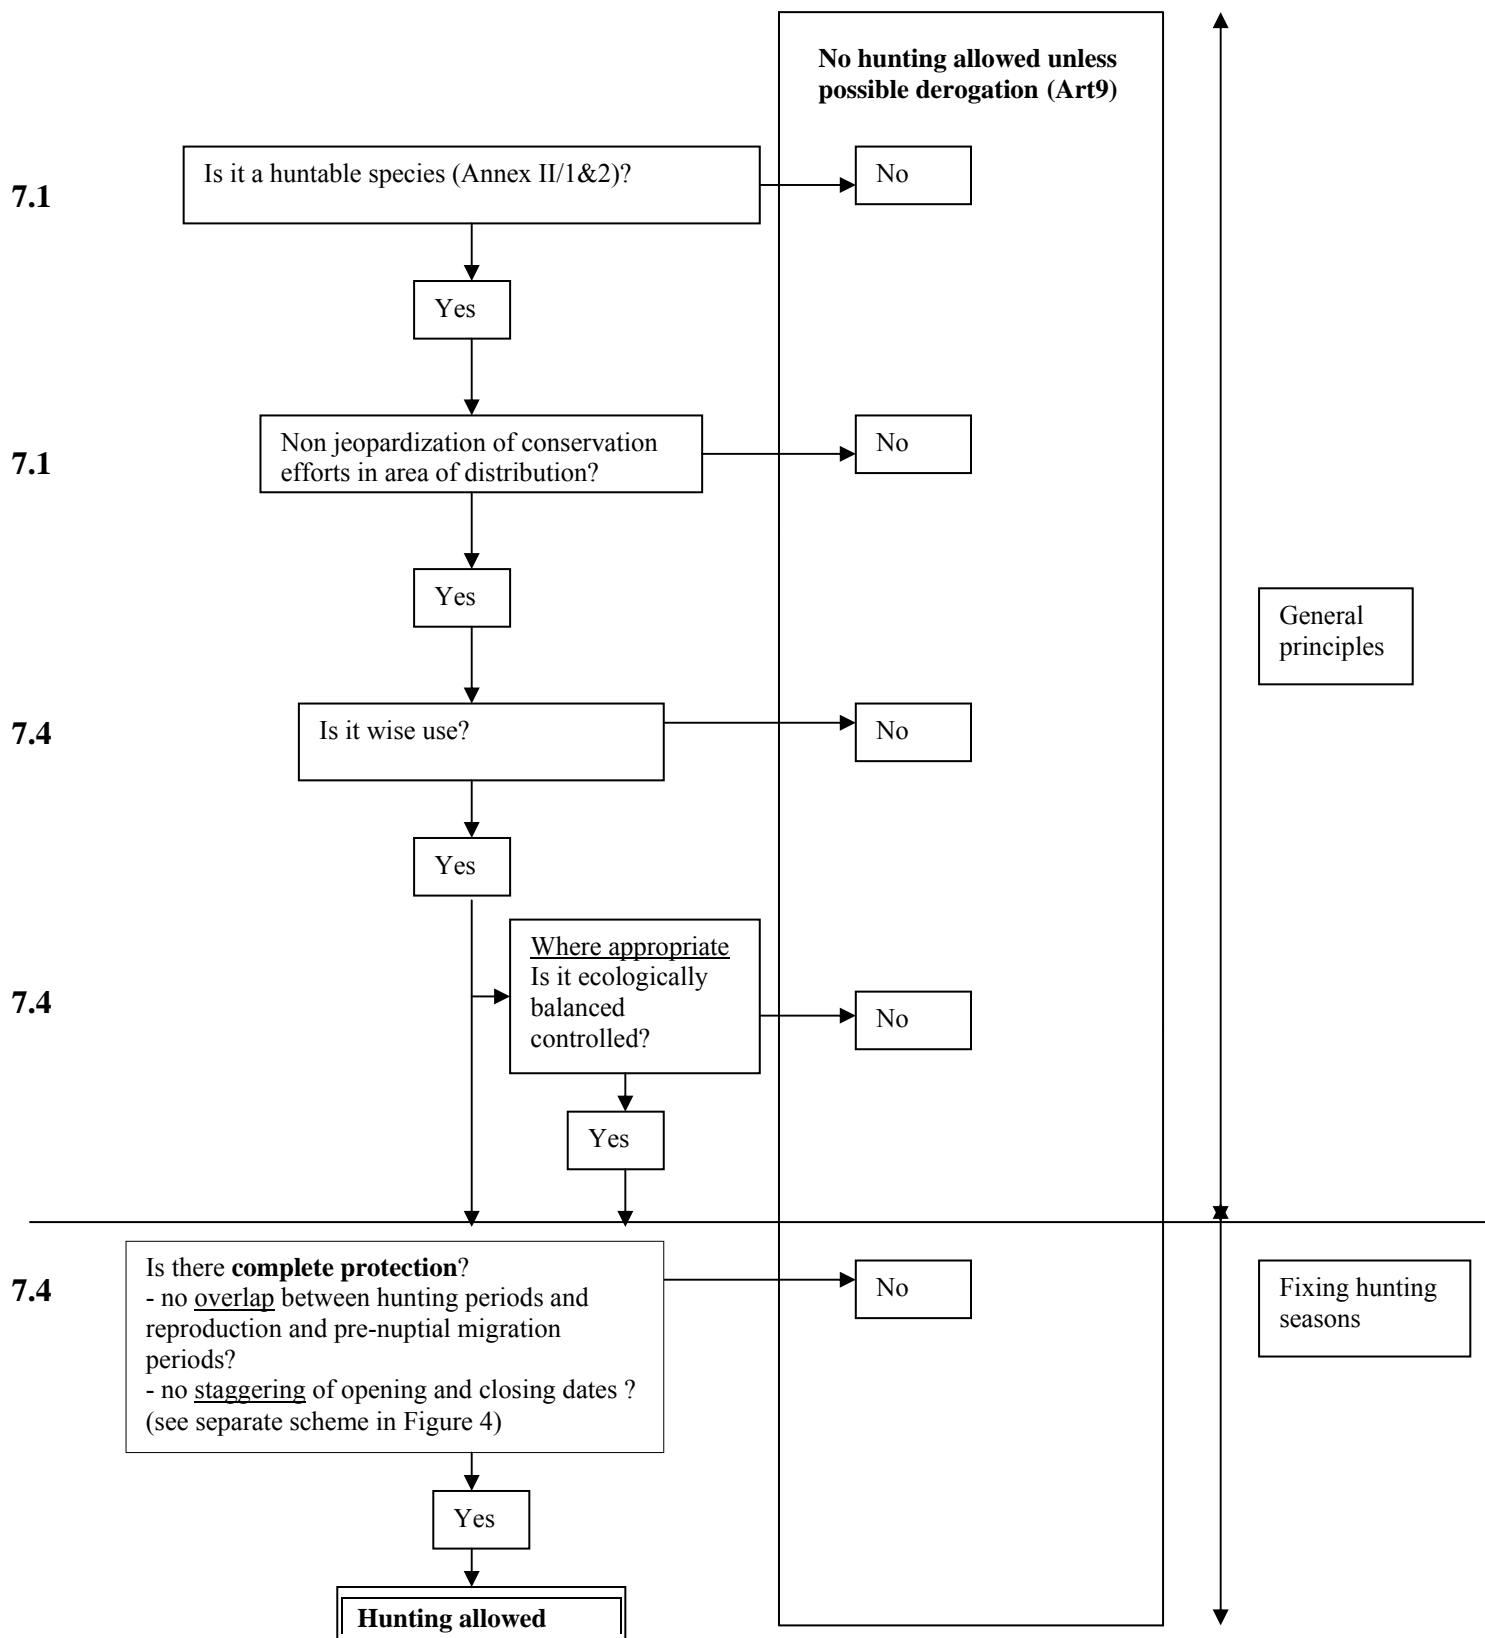 No hunting allowed unless
possible derogation (Art9)
7.1
Is it a huntable species (Annex II/1&2)?
No
Yes
7.1
Non jeopardization of conservation
efforts in area of distribution?
No
Yes
General
principles
7.4
Is it wise use?
No
Yes
7.4
Where appropriate
Is it ecologically
balanced
controlled?
No
Yes
7.4
Is there complete protection?
- no overlap between hunting periods and
reproduction and pre-nuptial migration
periods?
- no staggering of opening and closing dates ?
(see separate scheme in Figure 4)
No
Fixing hunting
seasons
Yes
Hunting allowed